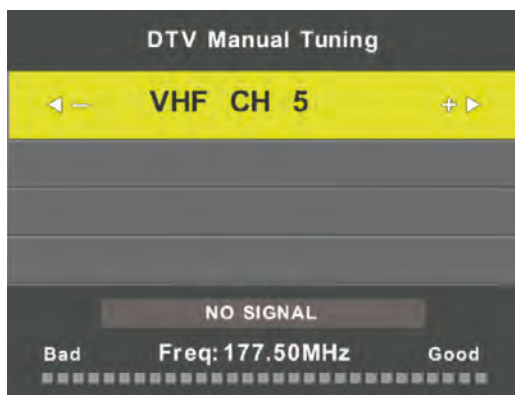 DTV Manual Tuning
− VHF CH 5 +
NO SIGNAL
Bad Freq:177.50MHz Good